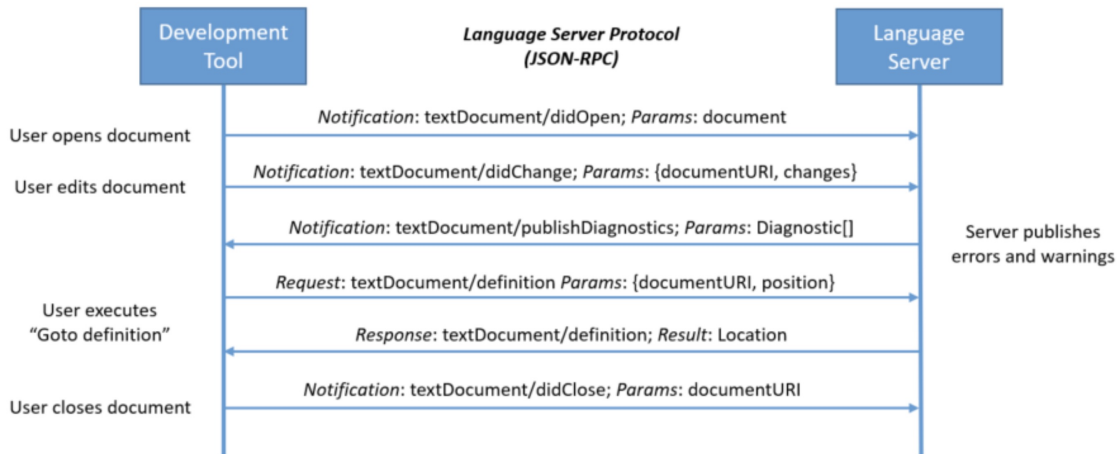 Development
Tool
Language Server Protocol
(JSON-RPC)
Language
Server
Notification: textDocument/didOpen; Params: document
User opens document
Notification: textDocument/didChange; Params: {documentURI, changes}
User edits document
Notification: textDocument/publishDiagnostics; Params: Diagnostic[]
Server publishes
errors and warnings
Request: textDocument/definition Params: {documentURI, position}
User executes
“Goto definition”
Response: textDocument/definition; Result: Location
Notification: textDocument/didClose; Params: documentURI
User closes document